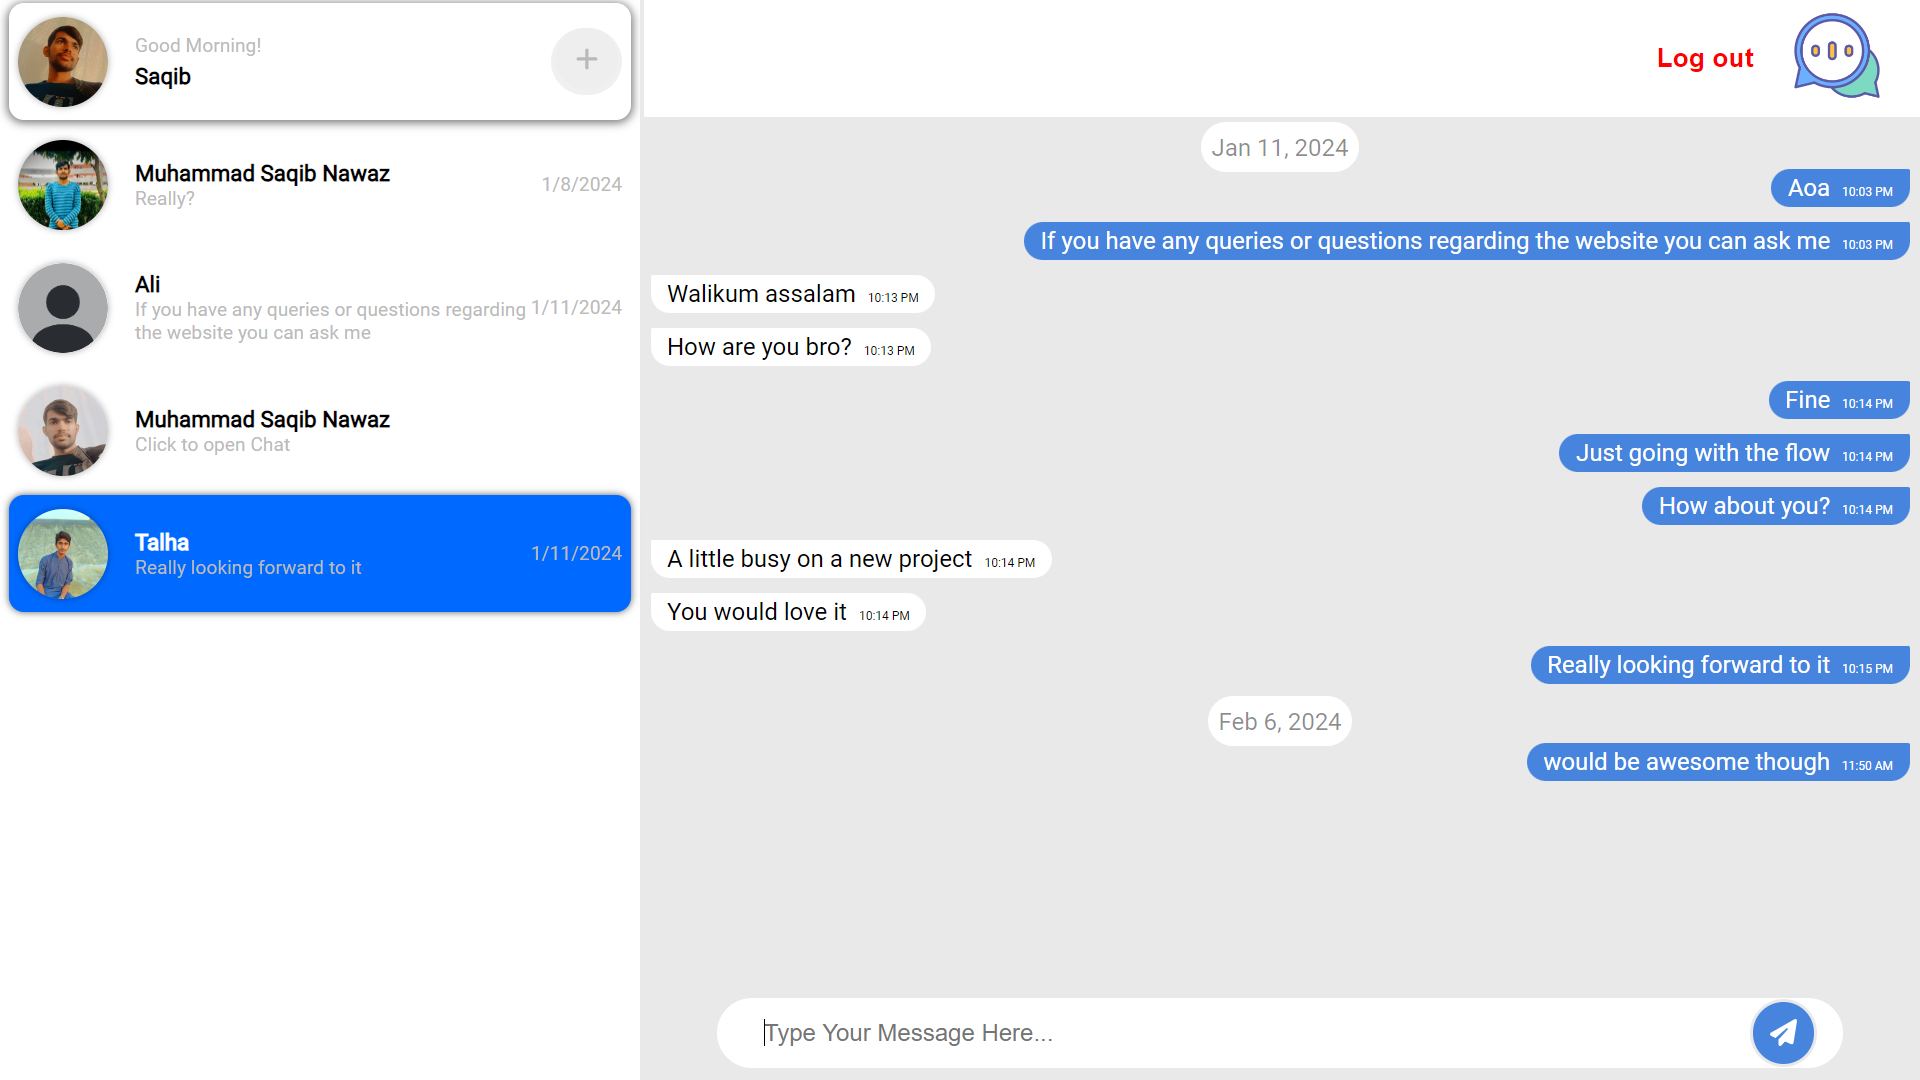 Good Morning!
Saqib
Muhammad Saqib Nawaz
Really?
1/8/2024
Ali
If you have any queries or questions regarding
the website you can ask me
1/11/2024
Muhammad Saqib Nawaz
Click to open Chat
Talha
Really looking forward to it
1/11/2024
Log out
Jan 11, 2024
Aoa 10:03 PM
If you have any queries or questions regarding the website you can ask me 10:03 PM
Walikum assalam 10:13 PM
How are you bro? 10:13 PM
Fine 10:14 PM
Just going with the flow 10:14 PM
How about you? 10:14 PM
A little busy on a new project 10:14 PM
You would love it 10:14 PM
Really looking forward to it 10:15 PM
Feb 6, 2024
would be awesome though 11:50 AM
Type Your Message Here...